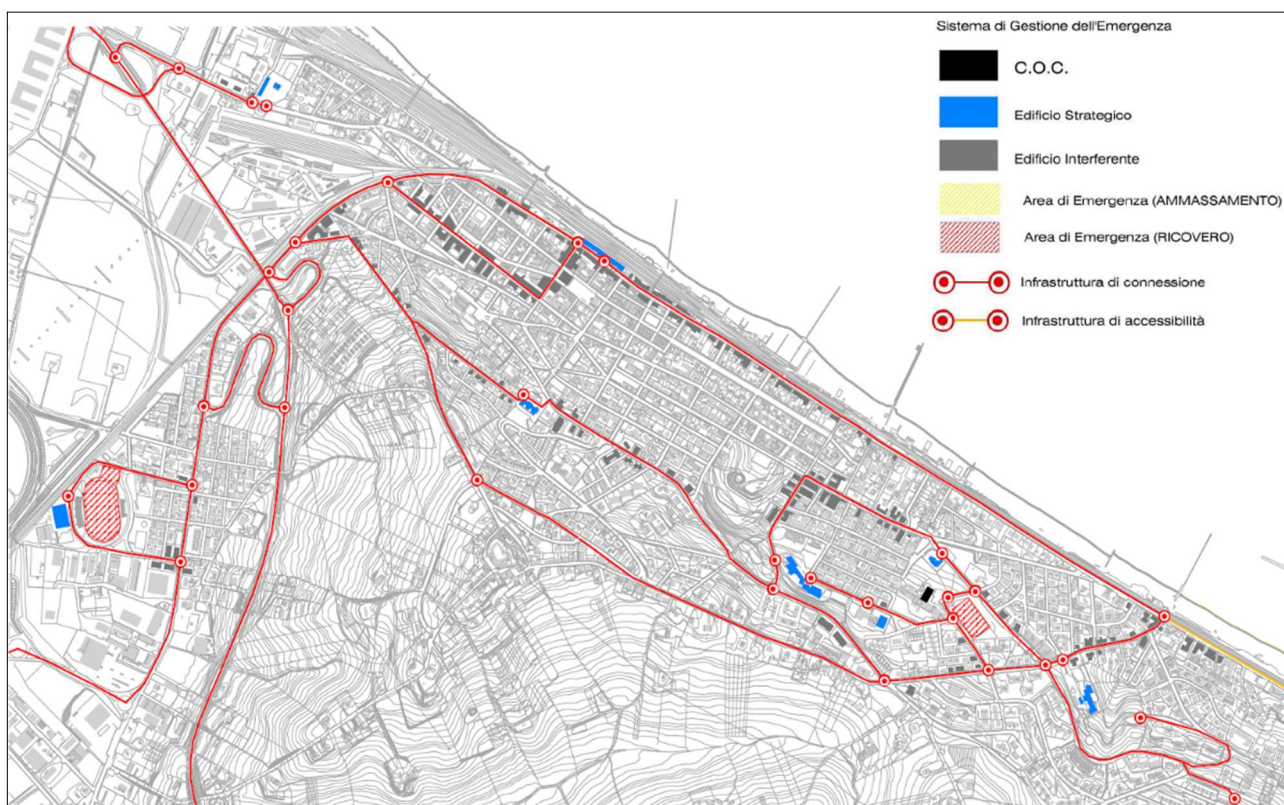 Sistema di Gestione dell'Emergenza
C.O.C.
Edificio Strategico
Edificio Interferente
Area di Emergenza (AMMASSAMENTO)
Area di Emergenza (RICOVERO)
Infrastruttura di connessione
Infrastruttura di accessibilità